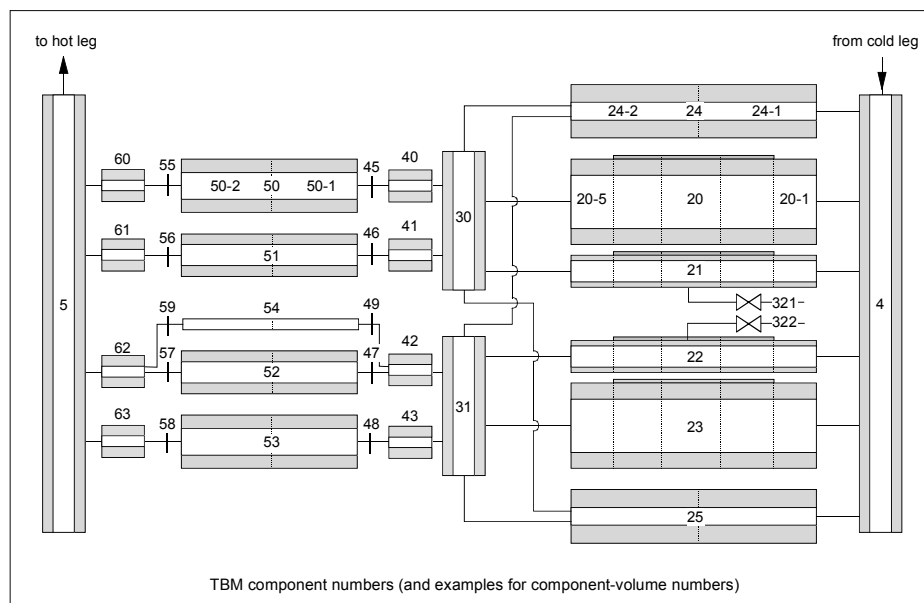 to hot leg
from cold leg
24-2 24 24-1
60 55 45 40
50-2 50 50-1
20-5 20 20-1
30
61 56 46 41
51
21
5
4
321
59 54 49
322
62 57 47 42
52
22
31
63 58 48 43
53
23
25
TBM component numbers (and examples for component-volume numbers)